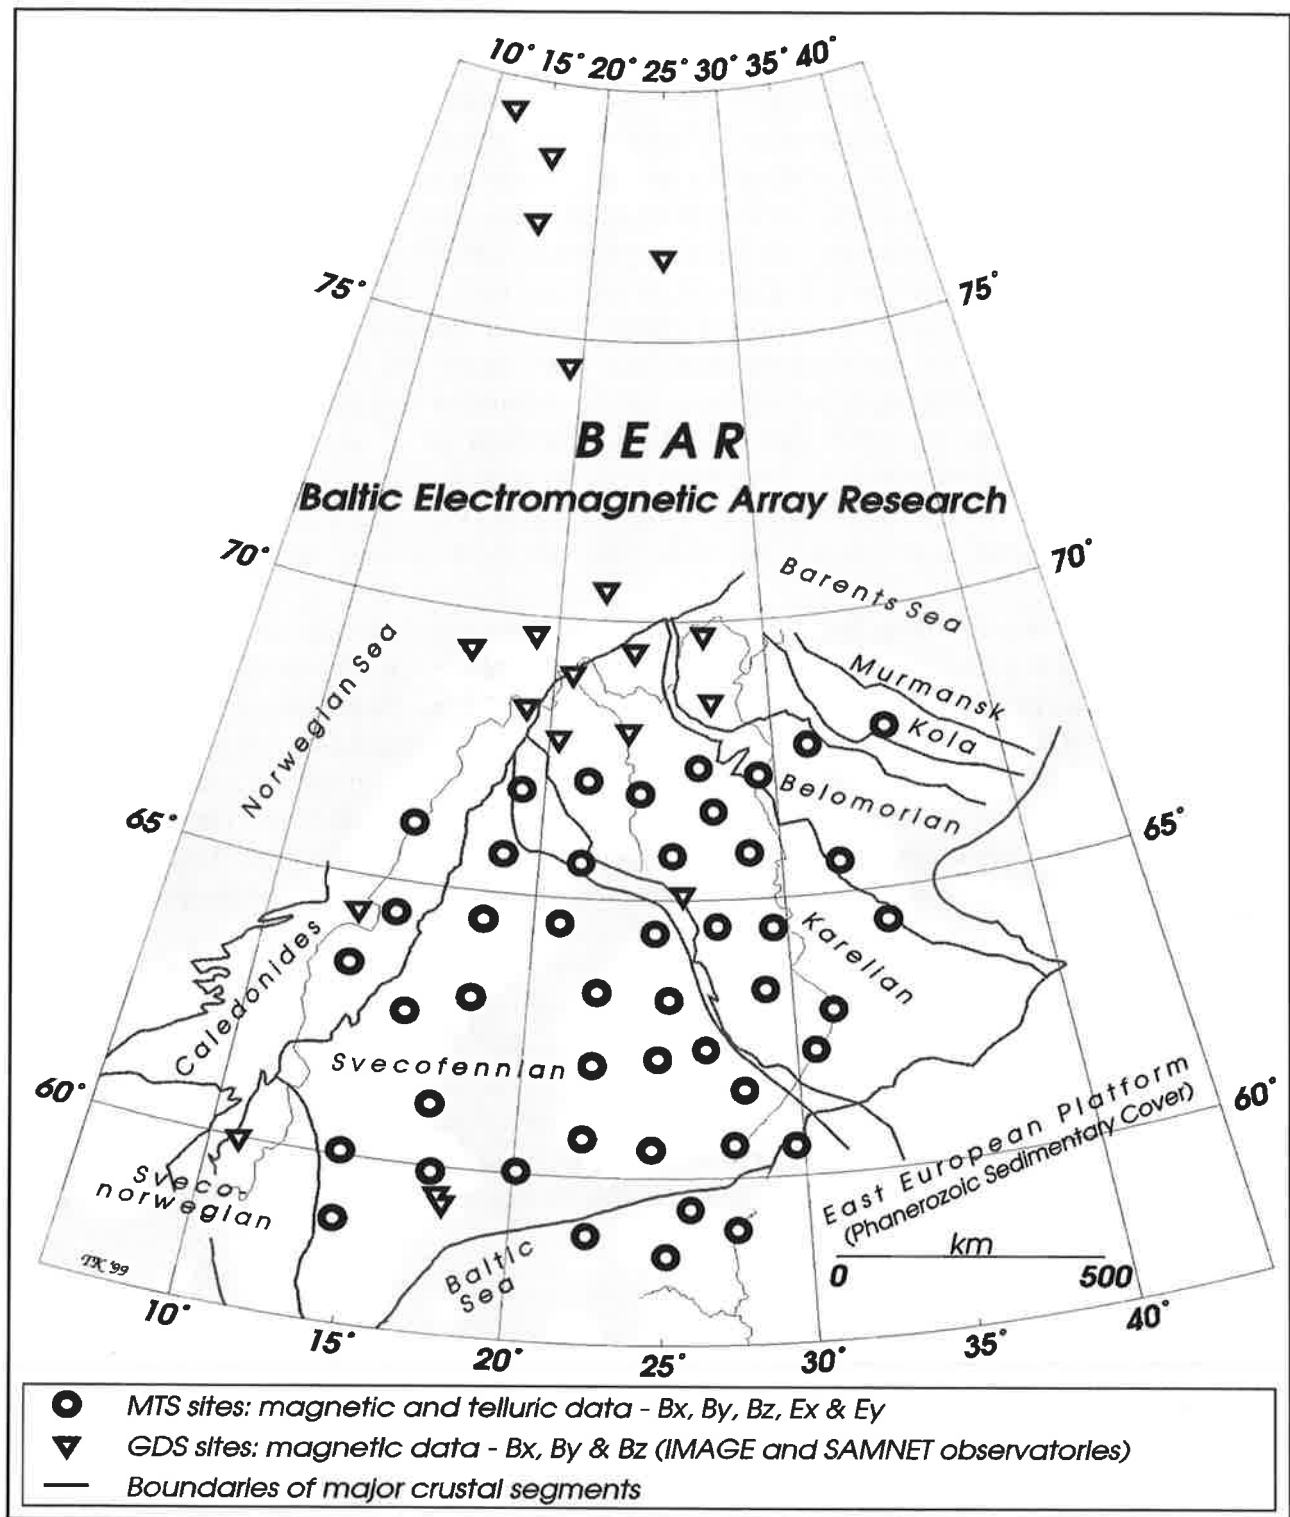 10° 15° 20° 25° 30° 35° 40°
75°
75°
BEAR
Baltic Electromagnetic Array Research
70°
70°
Barents Sea
Norwegian Sea
Murmansk
Kola
Belomorian
65°
65°
Karelian
Caledonides
Svecofennian
60°
60°
East European Platform
(Phanerozoic Sedimentary Cover)
Sveco-
norwegian
Baltic
Sea
km
0 500
TK '99
10°
15°
20°
25°
30°
35°
40°
MTS sites: magnetic and telluric data - Bx, By, Bz, Ex & Ey
GDS sites: magnetic data - Bx, By & Bz (IMAGE and SAMNET observatories)
Boundaries of major crustal segments